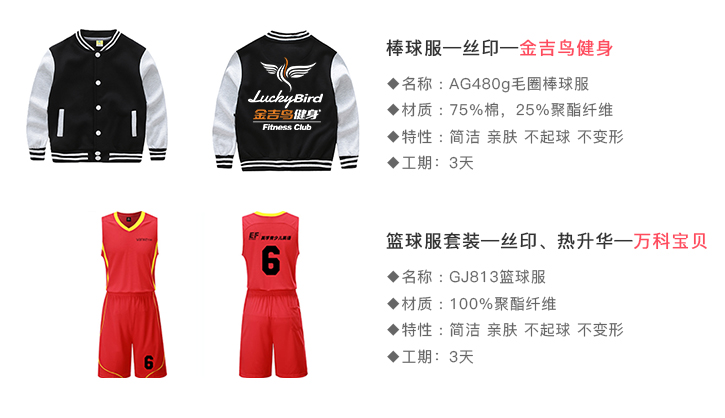 棒球服—丝印—金吉鸟健身
◆名称：AG480g毛圈棒球服
◆材质：75%棉，25%聚酯纤维
◆特性：简洁 亲肤 不起球 不变形
◆工期：3天
LuckyBird
金吉鸟健身
Fitness Club
篮球服套装—丝印、热升华—万科宝贝
◆名称：GJ813篮球服
◆材质：100%聚酯纤维
◆特性：简洁 亲肤 不起球 不变形
◆工期：3天
6
6